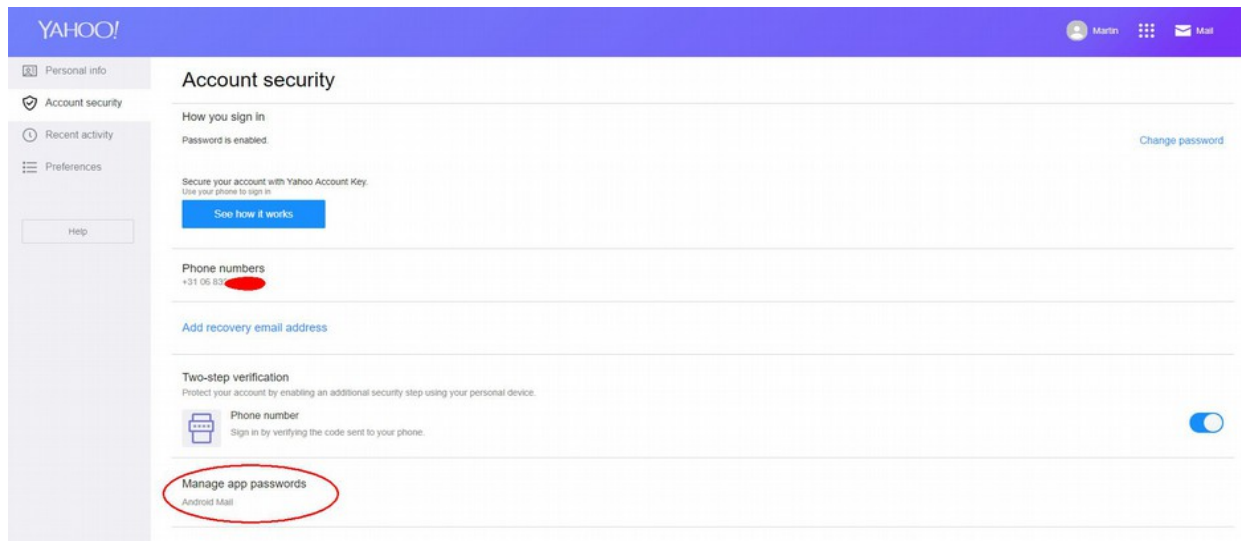 YAHOO!
Martin
Mail
Personal info
Account security
Recent activity
Preferences
Help
Account security
How you sign in
Password is enabled.
Change password
Secure your account with Yahoo Account Key.
Use your phone to sign in
See how it works
Phone numbers
+31 06 83
Add recovery email address
Two-step verification
Protect your account by enabling an additional security step using your personal device.
Phone number
Sign in by verifying the code sent to your phone.
Manage app passwords
Android Mail